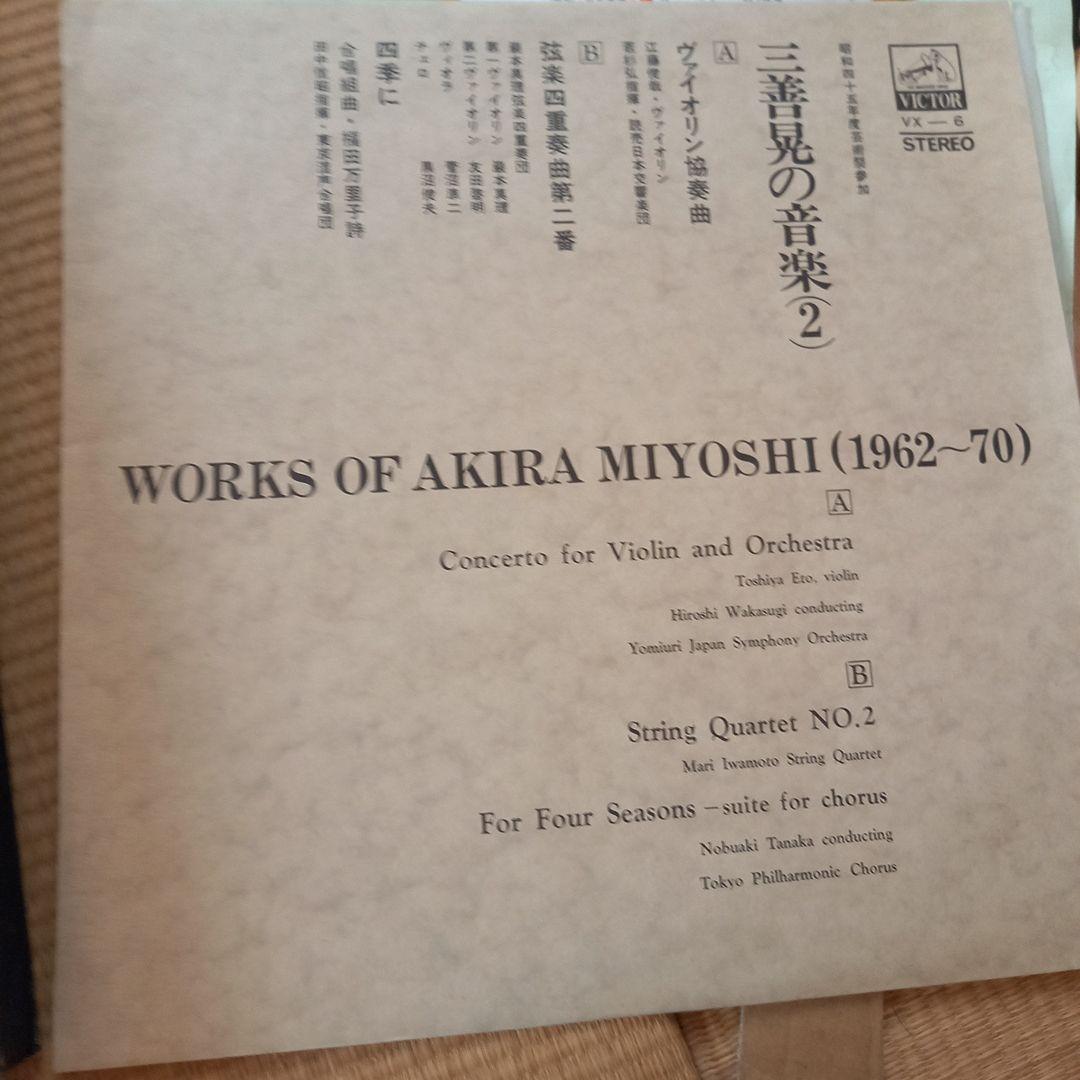 VICTOR
VX—6
STEREO
昭和四十五年度芸術祭参加
三善晃の音楽(2)
A
ヴァイオリン協奏曲
江藤俊哉・ヴァイオリン
若杉弘指揮・読売日本交響楽団
B
弦楽四重奏曲第二番
巌本真理弦楽四重奏団
第一ヴァイオリン 巌本真理
第二ヴァイオリン 友田啓明
ヴィオラ 菅沼準二
チェロ 黒沼俊夫
四季に
合唱組曲・福田万里子詩
田中信昭指揮・東京混声合唱団
WORKS OF AKIRA MIYOSHI (1962~70)
A
Concerto for Violin and Orchestra
Toshiya Eto, violin
Hiroshi Wakasugi conducting
Yomiuri Japan Symphony Orchestra
B
String Quartet NO.2
Mari Iwamoto String Quartet
For Four Seasons —suite for chorus
Nobuaki Tanaka conducting
Tokyo Philharmonic Chorus